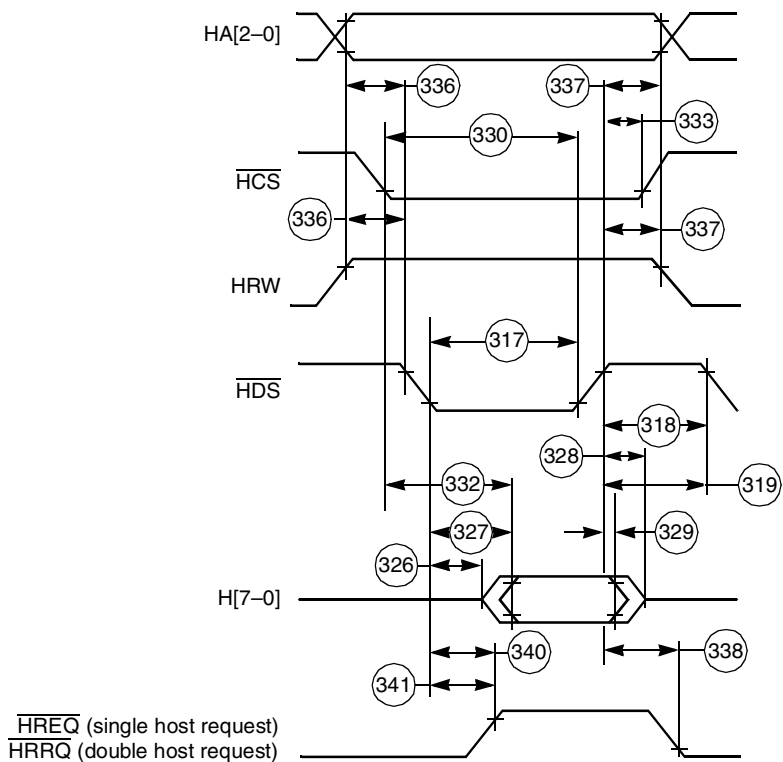 HA[2–0]
336
337
333
330
HCS
336
337
HRW
317
HDS
318
328
332
319
327
329
326
H[7–0]
340
338
341
HREQ (single host request)
HRRQ (double host request)